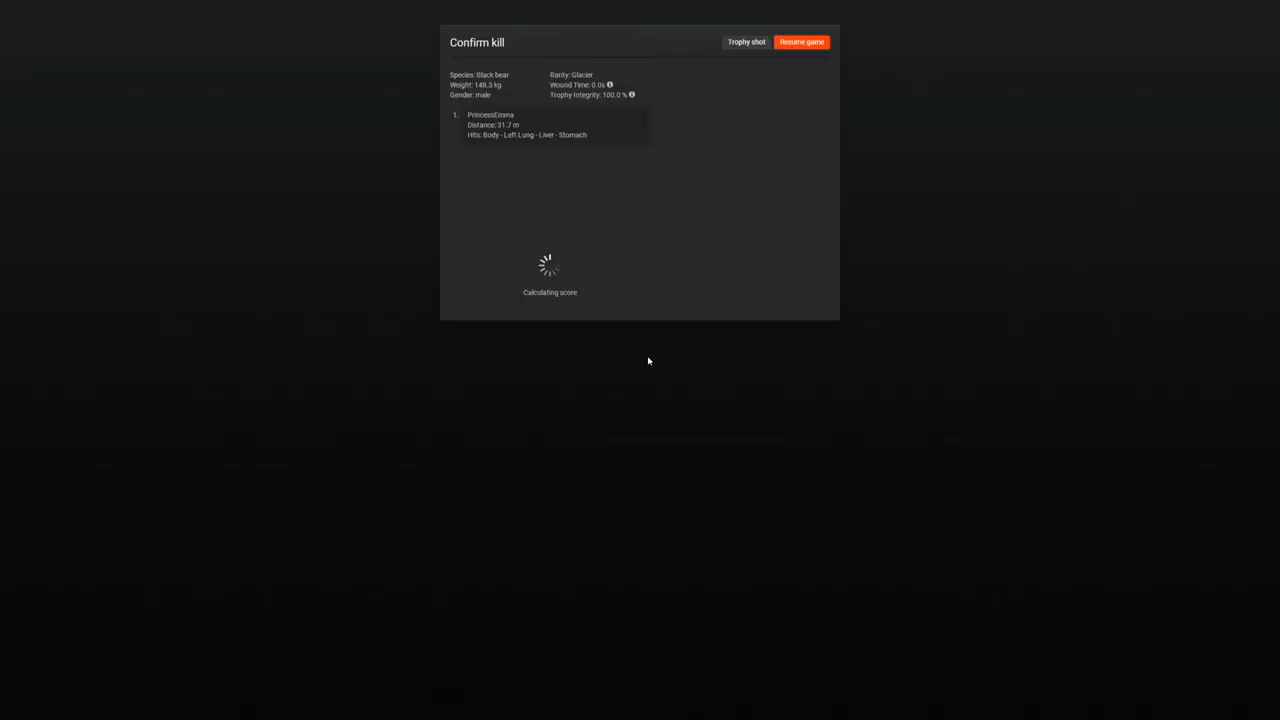 Confirm kill
Trophy shot
Resume game
Species: Black bear
Weight: 148.3 kg
Gender: male
Rarity: Glacier
Wound Time: 0.0s
Trophy Integrity: 100.0 %
1. PrincessEmma
Distance: 31.7 m
Hits: Body - Left Lung - Liver - Stomach
Calculating score